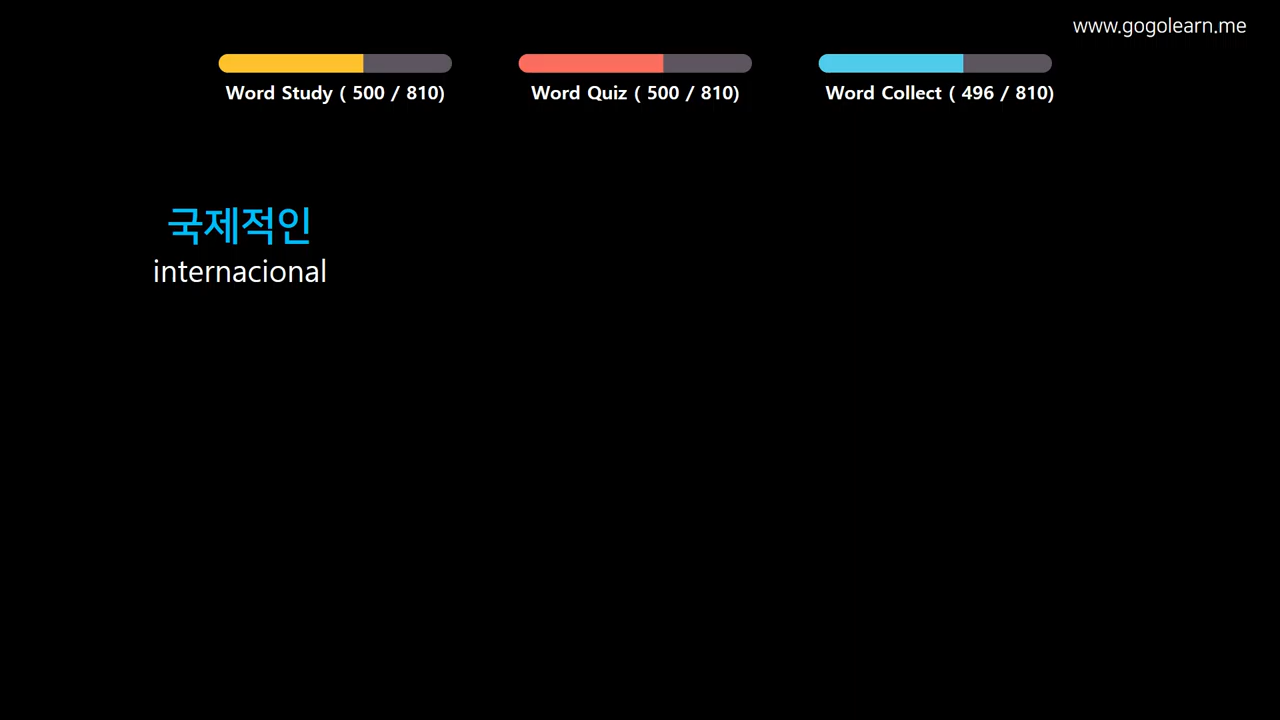 www.gogolearn.me
Word Study ( 500 / 810)
Word Quiz ( 500 / 810)
Word Collect ( 496 / 810)
국제적인
internacional